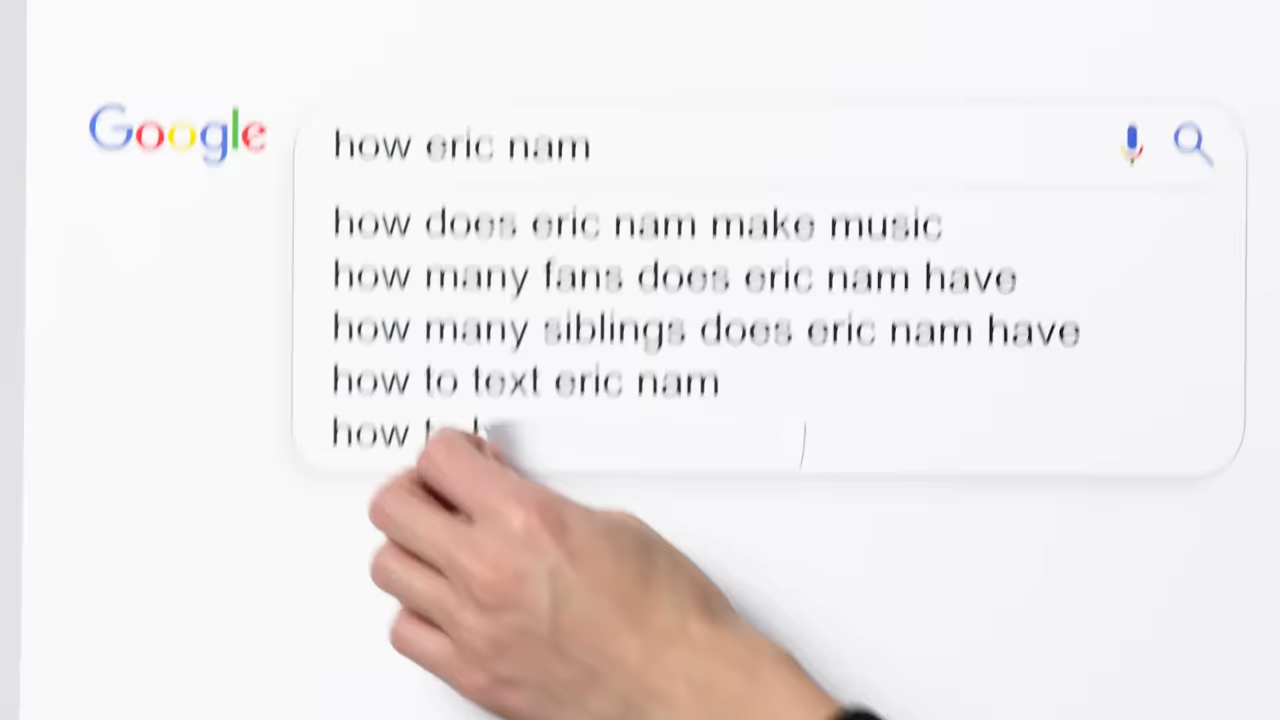 Google
how eric nam
how does eric nam make music
how many fans does eric nam have
how many siblings does eric nam have
how to text eric nam
how